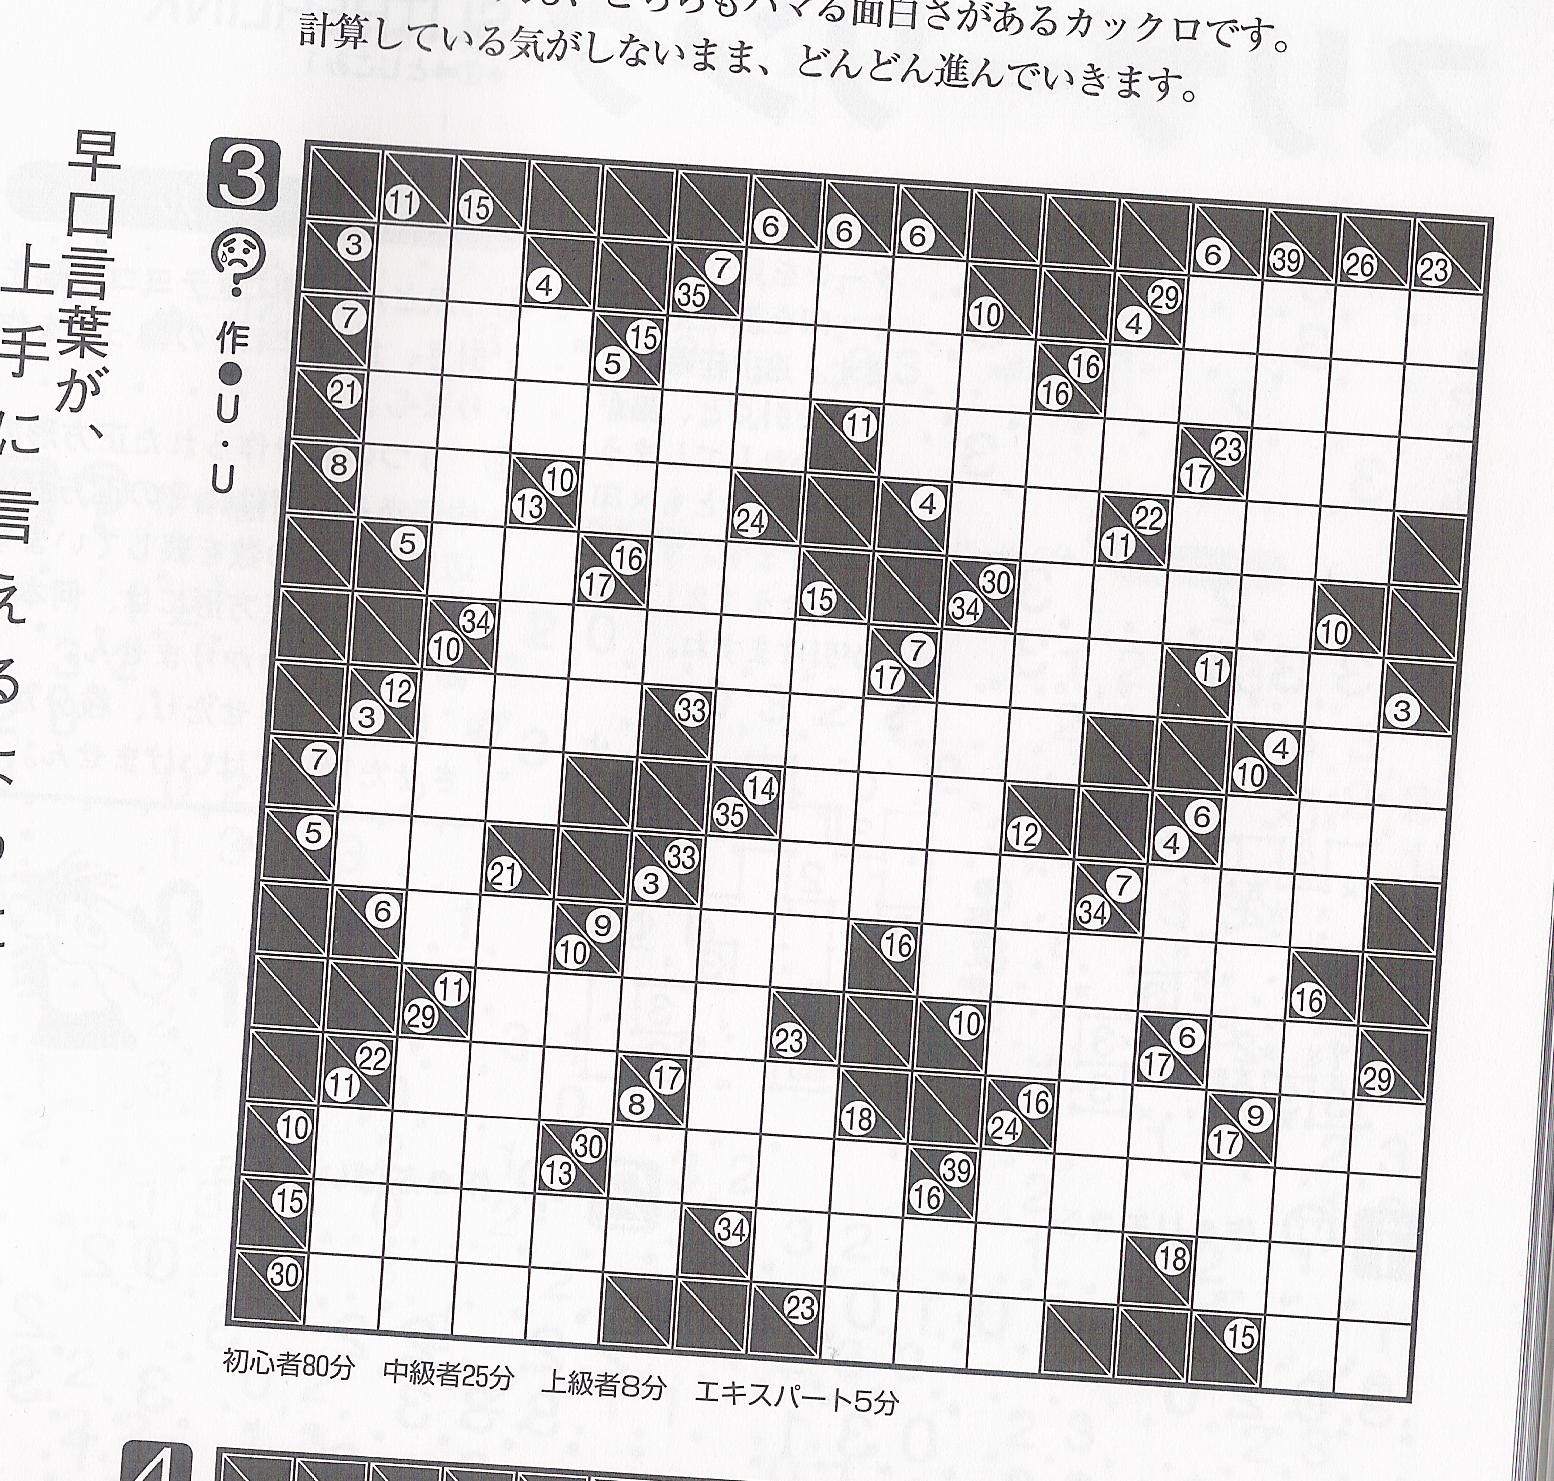 もハマる面白さがあるカックロです。
計算している気がしないまま、どんどん進んでいきます。
早口言葉が、
上手に言える
3
作●U・U
11 15 6 6 6 6 39 26 23
3 4 7 35 10 29 4
7 15 5 16 16
21 11 23 17
8 10 13 24 4 22 11
5 16 17 15 30 34 10
34 10 7 17 11 3
12 3 33 4 10
7 14 35 12 6 4
5 21 33 3 7 34
6 9 10 16 16
11 29 23 10 6 17 29
22 11 17 8 18 16 24 9 17
10 30 13 39 16
15 34 18
30 23 15
初心者80分 中級者25分 上級者8分 エキスパート5分
4